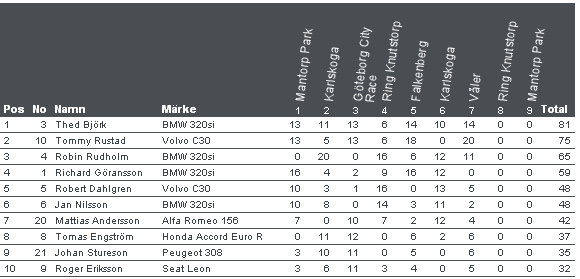 Mantorp Park Karlskoga Göteborg City Race Ring Knutstorp Falkenberg Karlskoga Våler Ring Knutstorp Mantorp Park
Pos No Namn Märke 1 2 3 4 5 6 7 8 9 Total
1 3 Thed Björk BMW 320si 13 11 13 6 14 10 14 0 0 81
2 10 Tommy Rustad Volvo C30 13 5 13 6 18 0 20 0 0 75
3 4 Robin Rudholm BMW 320si 0 20 0 16 6 12 11 0 0 65
4 1 Richard Göransson BMW 320si 16 4 2 9 16 12 0 0 0 59
5 5 Robert Dahlgren Volvo C30 10 3 1 16 0 13 5 0 0 48
6 6 Jan Nilsson BMW 320si 10 8 0 14 3 11 2 0 0 48
7 20 Mattias Andersson Alfa Romeo 156 7 0 10 7 2 12 4 0 0 42
8 8 Tomas Engström Honda Accord Euro R 0 11 12 0 6 2 6 0 0 37
9 21 Johan Stureson Peugeot 308 3 10 11 0 5 0 6 0 0 35
10 9 Roger Eriksson Seat Leon 3 6 11 3 4 0 5 0 0 32